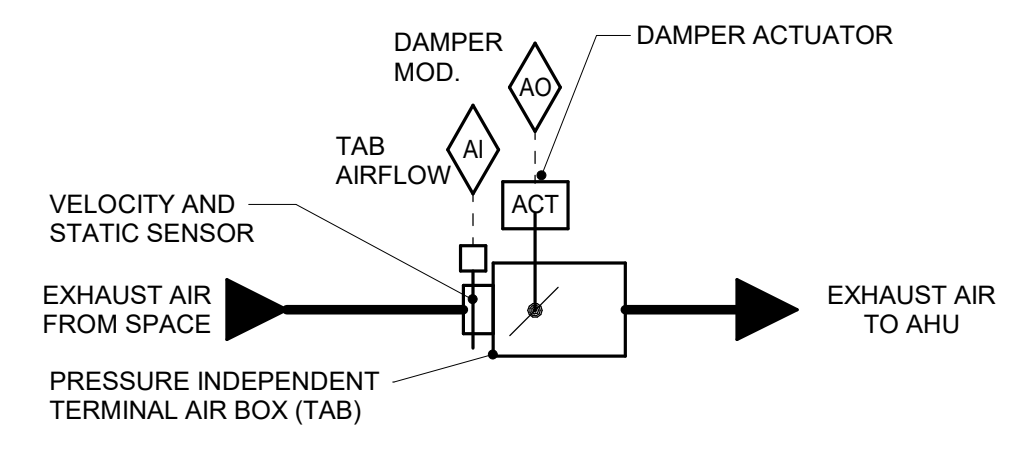 DAMPER
MOD.
AO
DAMPER ACTUATOR
TAB
AIRFLOW
AI
VELOCITY AND
STATIC SENSOR
ACT
EXHAUST AIR
FROM SPACE
EXHAUST AIR
TO AHU
PRESSURE INDEPENDENT
TERMINAL AIR BOX (TAB)